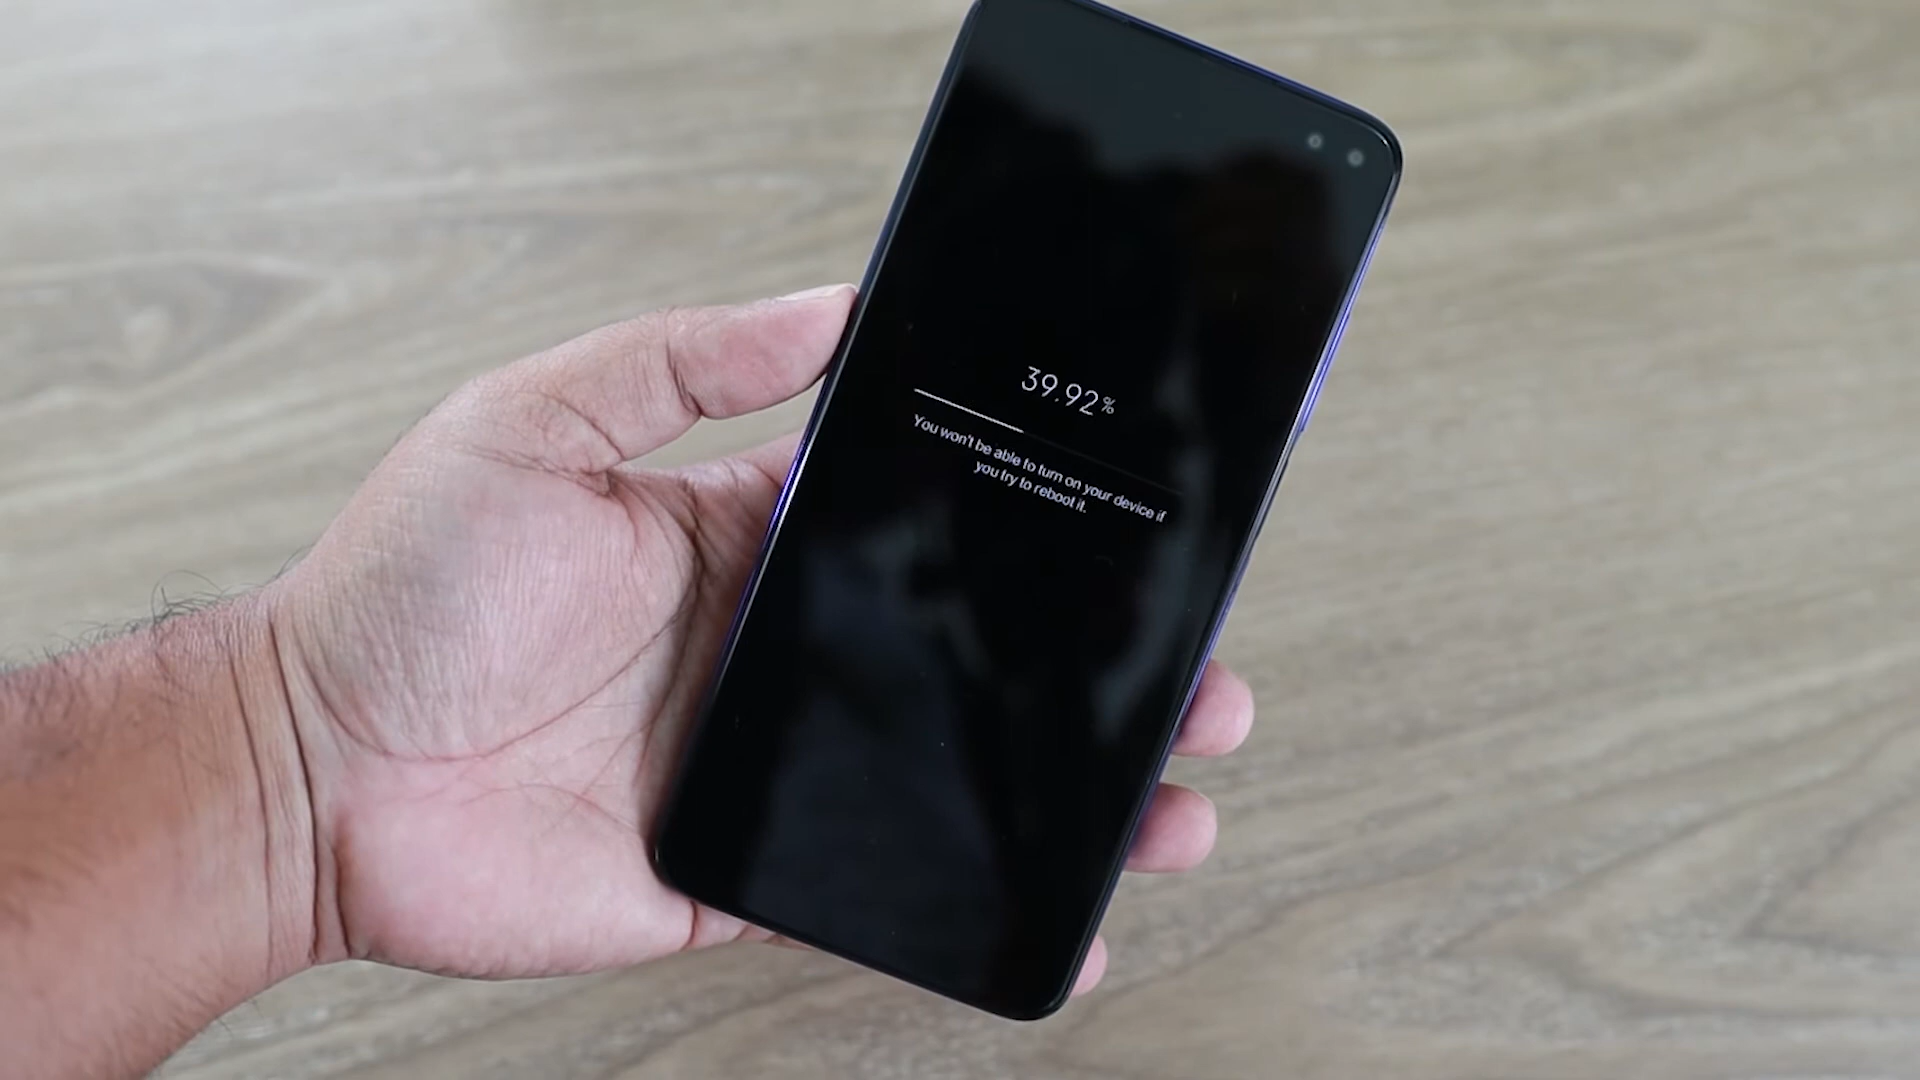 39.92%
You won't be able to turn on your device if
you try to reboot it.